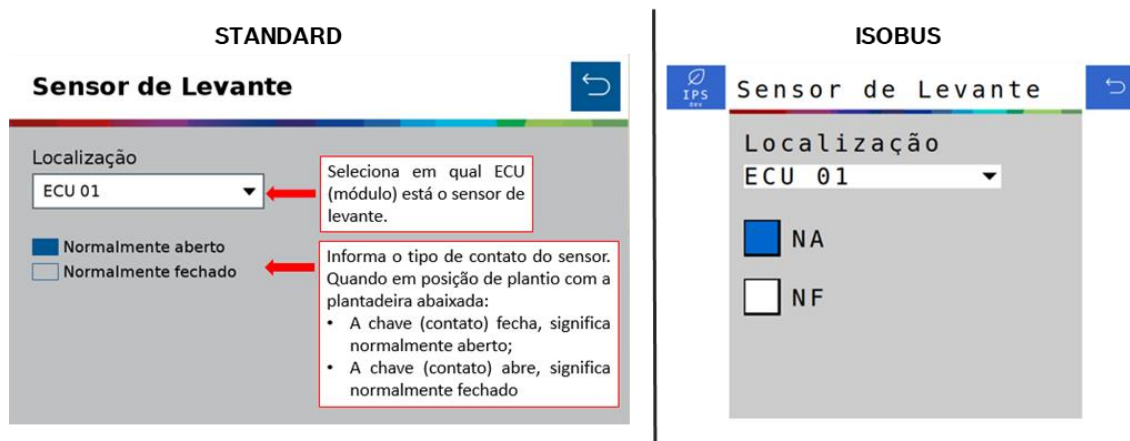 STANDARD
Sensor de Levante
Localização
ECU 01
Seleciona em qual ECU
(módulo) está o sensor de
levante.
Normalmente aberto
Normalmente fechado
Informa o tipo de contato do sensor.
Quando em posição de plantio com a
plantadeira abaixada:
• A chave (contato) fecha, significa
normalmente aberto;
• A chave (contato) abre, significa
normalmente fechado
ISOBUS
IPS
dev
Sensor de Levante
Localização
ECU 01
NA
NF